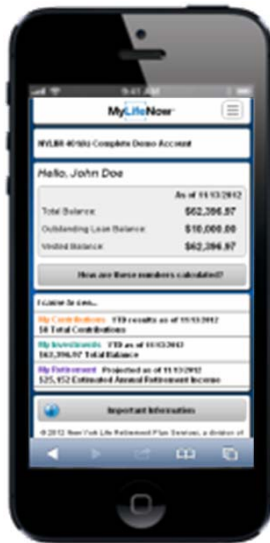 9:41 AM
MyLifeNow
NYLBR 401(k) Complete Demo Account
Hello, John Doe
As of 11/13/2012
Total Balance: $62,396.97
Outstanding Loan Balance: $10,000.00
Vested Balance: $62,396.97
How are these numbers calculated?
I came to see...
My Contributions YTD results as of 11/13/2012
$0 Total Contributions
My Investments YTD as of 11/13/2012
$62,396.97 Total Balance
My Retirement Projected as of 11/13/2012
$25,152 Estimated Annual Retirement Income
Important Information
© 2012 New York Life Retirement Plan Services, a division of